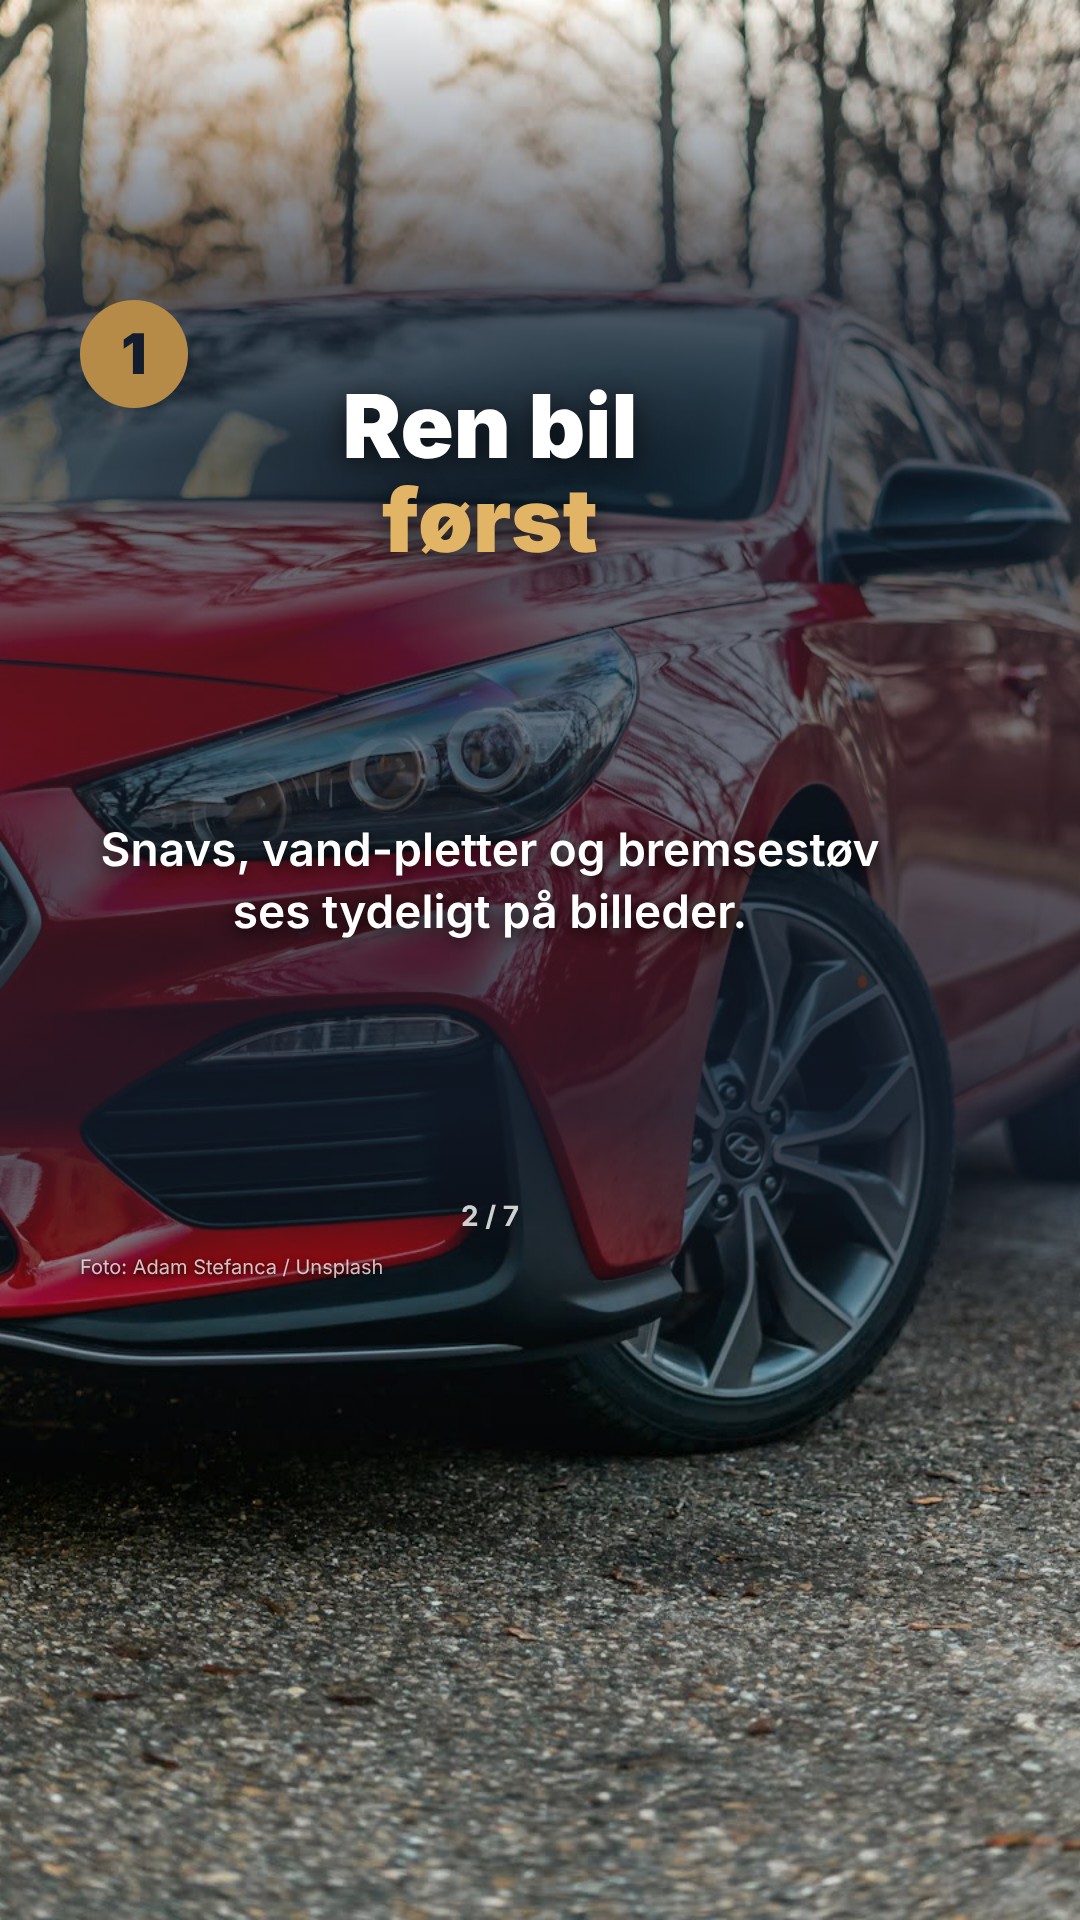 1
Ren bil
først
Snavs, vand-pletter og bremsestøv
ses tydeligt på billeder.
2 / 7
Foto: Adam Stefanca / Unsplash